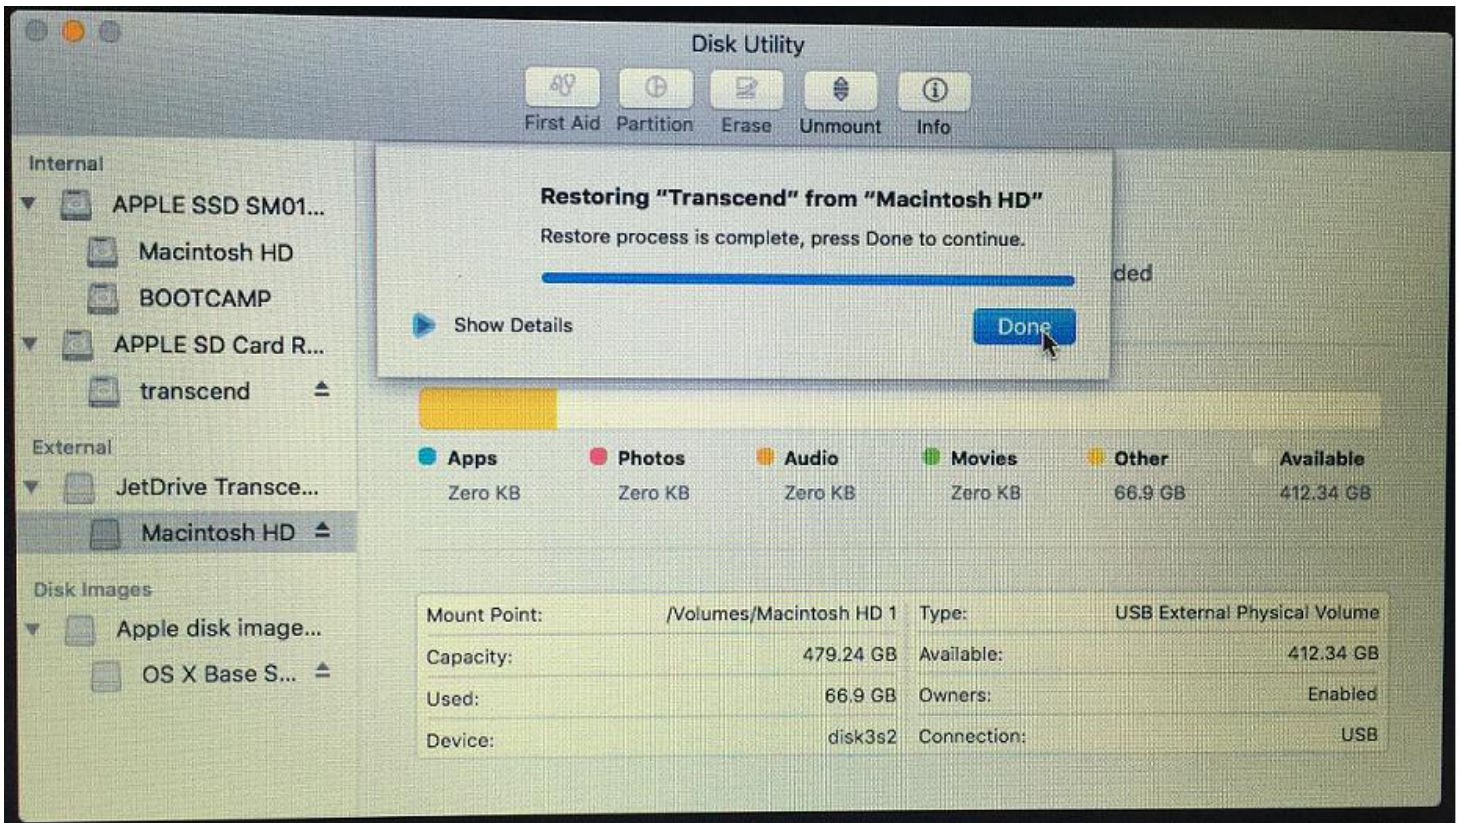 Disk Utility
First Aid Partition Erase Unmount Info
Internal
APPLE SSD SM01...
Macintosh HD
BOOTCAMP
APPLE SD Card R...
transcend
External
JetDrive Transce...
Macintosh HD
Disk Images
Apple disk image...
OS X Base S...
Restoring "Transcend" from "Macintosh HD"
Restore process is complete, press Done to continue.
Show Details
Done
ded
Apps Photos Audio Movies Other Available
Zero KB Zero KB Zero KB Zero KB 66.9 GB 412.34 GB
Mount Point: /Volumes/Macintosh HD 1 Type: USB External Physical Volume
Capacity: 479.24 GB Available: 412.34 GB
Used: 66.9 GB Owners: Enabled
Device: disk3s2 Connection: USB